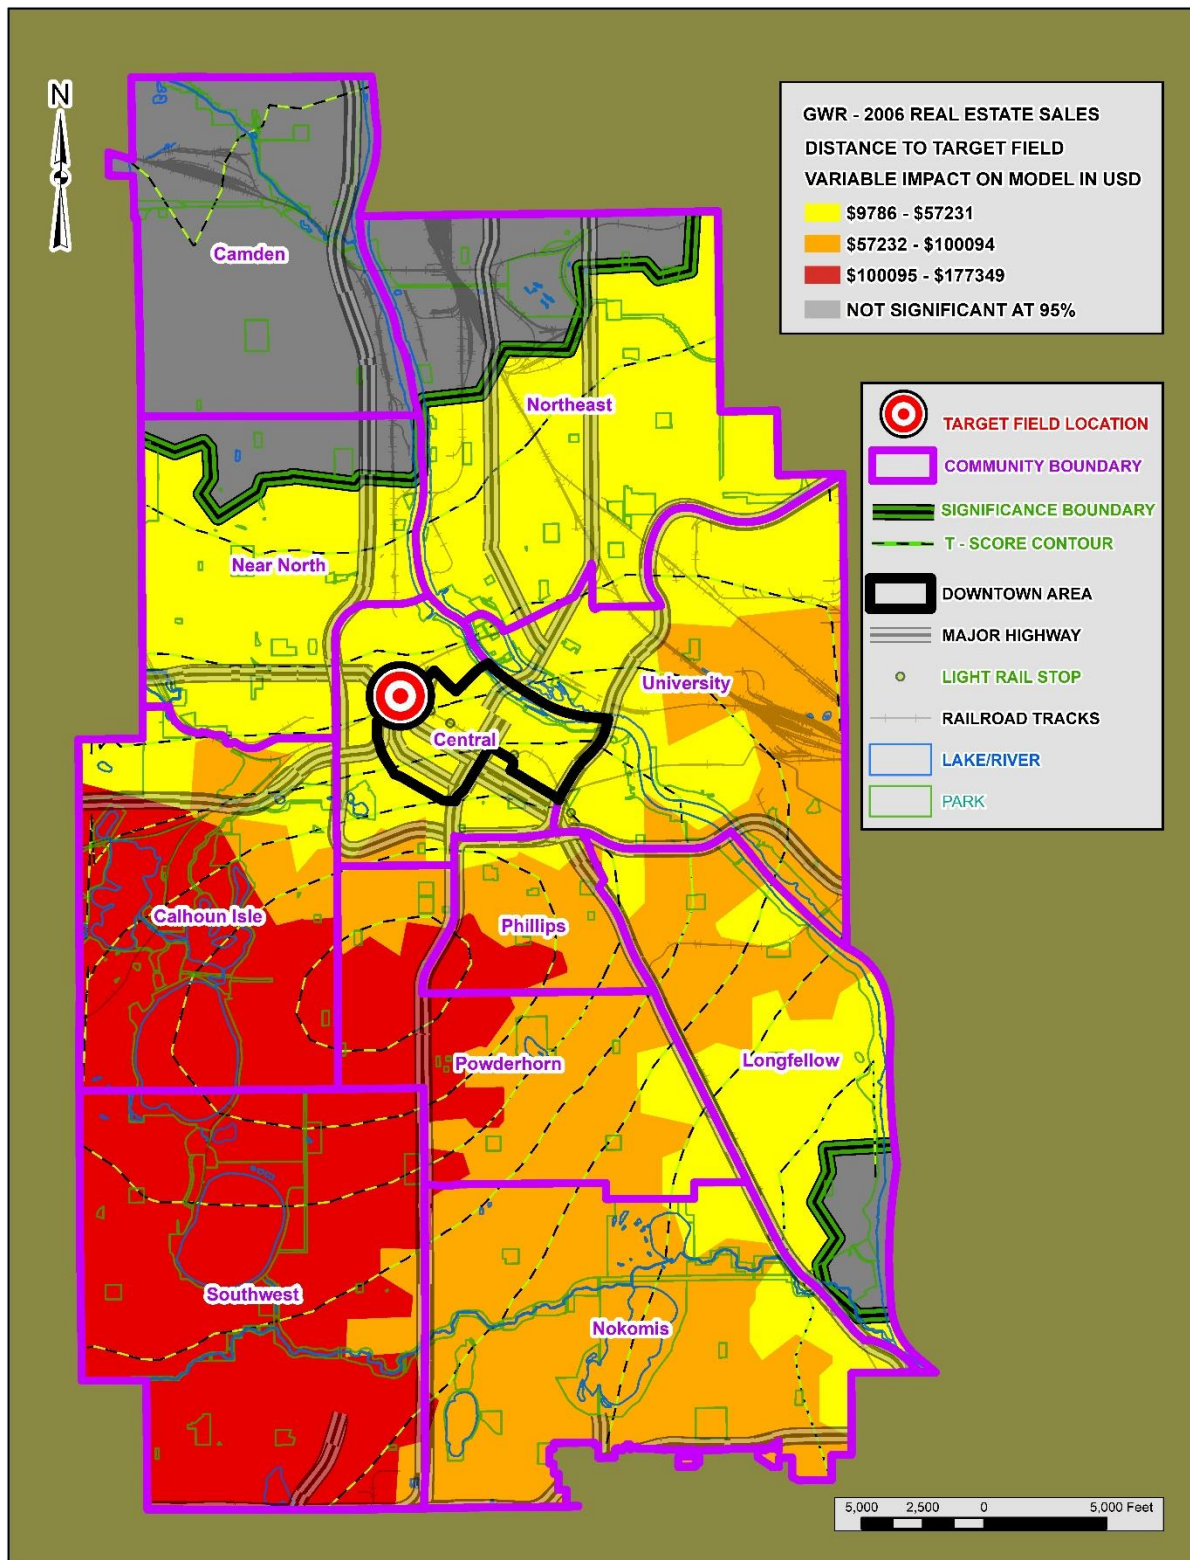 N
GWR - 2006 REAL ESTATE SALES
DISTANCE TO TARGET FIELD
VARIABLE IMPACT ON MODEL IN USD
$9786 - $57231
$57232 - $100094
$100095 - $177349
NOT SIGNIFICANT AT 95%
TARGET FIELD LOCATION
COMMUNITY BOUNDARY
SIGNIFICANCE BOUNDARY
T - SCORE CONTOUR
DOWNTOWN AREA
MAJOR HIGHWAY
LIGHT RAIL STOP
RAILROAD TRACKS
LAKE/RIVER
PARK
Camden
Northeast
Near North
University
Central
Calhoun Isle
Phillips
Powderhorn
Longfellow
Southwest
Nokomis
5,000 2,500 0 5,000 Feet